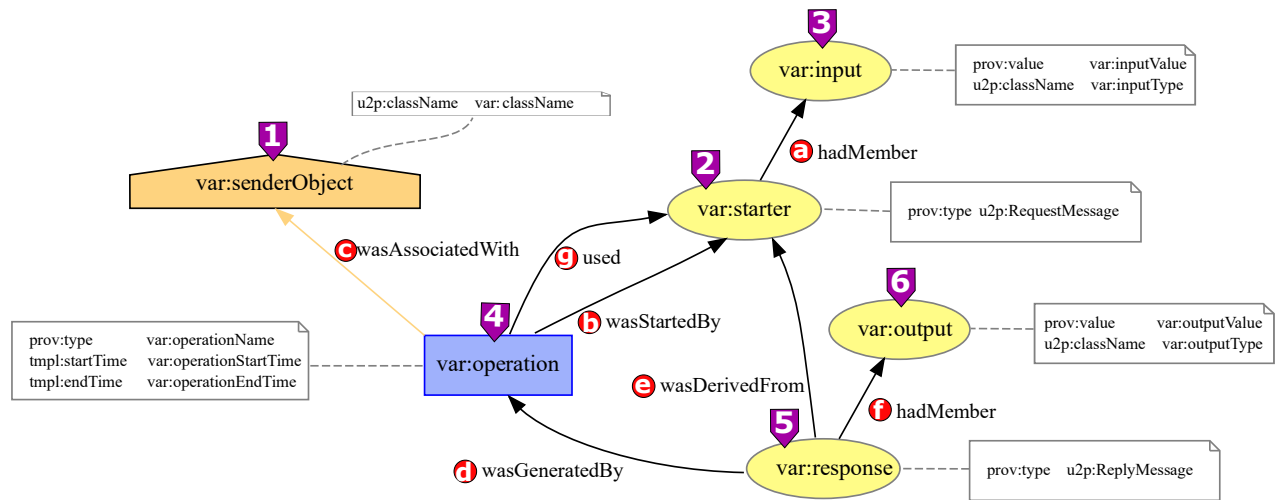 3
var:input
prov:value var:inputValue
u2p:className var:inputType
u2p:className var:className
1
var:senderObject
a hadMember
2
var:starter
prov:type u2p:RequestMessage
c wasAssociatedWith
g used
6
var:output
prov:value var:outputValue
u2p:className var:outputType
4
b wasStartedBy
prov:type var:operationName
tmpl:startTime var:operationStartTime
tmpl:endTime var:operationEndTime
var:operation
e wasDerivedFrom
f hadMember
5
d wasGeneratedBy
var:response
prov:type u2p:ReplyMessage